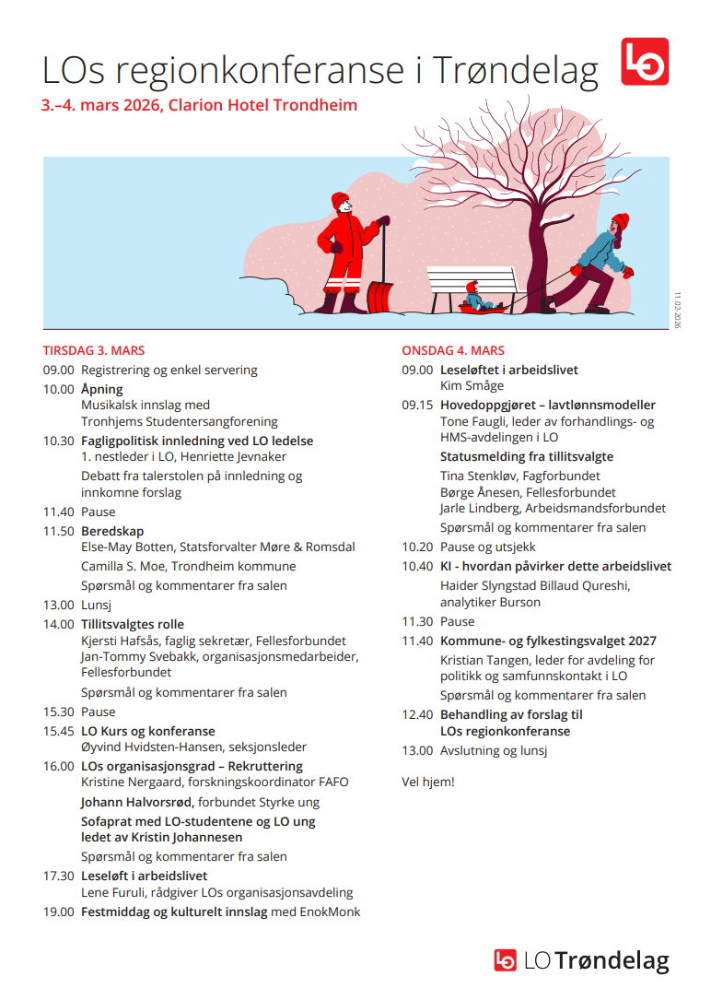 LOs regionkonferanse i Trøndelag
LO
3.–4. mars 2026, Clarion Hotel Trondheim
11.02-2026
TIRSDAG 3. MARS
09.00 Registrering og enkel servering
10.00 Åpning
Musikalsk innslag med
Tronhjems Studentersangforening
10.30 Fagligpolitisk innledning ved LO ledelse
1. nestleder i LO, Henriette Jevnaker
Debatt fra talerstolen på innledning og
innkomne forslag
11.40 Pause
11.50 Beredskap
Else-May Botten, Statsforvalter Møre & Romsdal
Camilla S. Moe, Trondheim kommune
Spørsmål og kommentarer fra salen
13.00 Lunsj
14.00 Tillitsvalgtes rolle
Kjersti Hafsås, faglig sekretær, Fellesforbundet
Jan-Tommy Svebakk, organisasjonsmedarbeider,
Fellesforbundet
Spørsmål og kommentarer fra salen
15.30 Pause
15.45 LO Kurs og konferanse
Øyvind Hvidsten-Hansen, seksjonsleder
16.00 LOs organisasjonsgrad – Rekruttering
Kristine Nergaard, forskningskoordinator FAFO
Johan Halvorsrød, forbundet Styrke ung
Sofaprat med LO-studentene og LO ung
ledet av Kristin Johannesen
Spørsmål og kommentarer fra salen
17.30 Leseløft i arbeidslivet
Lene Furuli, rådgiver LOs organisasjonsavdeling
19.00 Festmiddag og kulturelt innslag med EnokMonk
ONSDAG 4. MARS
09.00 Leseløftet i arbeidslivet
Kim Småge
09.15 Hovedoppgjøret – lavtlønnsmodeller
Tone Faugli, leder av forhandlings- og
HMS-avdelingen i LO
Statusmelding fra tillitsvalgte
Tina Stenkløv, Fagforbundet
Børge Ånesen, Fellesforbundet
Jarle Lindberg, Arbeidsmandsforbundet
Spørsmål og kommentarer fra salen
10.20 Pause og utsjekk
10.40 KI - hvordan påvirker dette arbeidslivet
Haider Slyngstad Billaud Qureshi,
analytiker Burson
11.30 Pause
11.40 Kommune- og fylkestingsvalget 2027
Kristian Tangen, leder for avdeling for
politikk og samfunnskontakt i LO
Spørsmål og kommentarer fra salen
12.40 Behandling av forslag til
LOs regionkonferanse
13.00 Avslutning og lunsj
Vel hjem!
LO LO Trøndelag